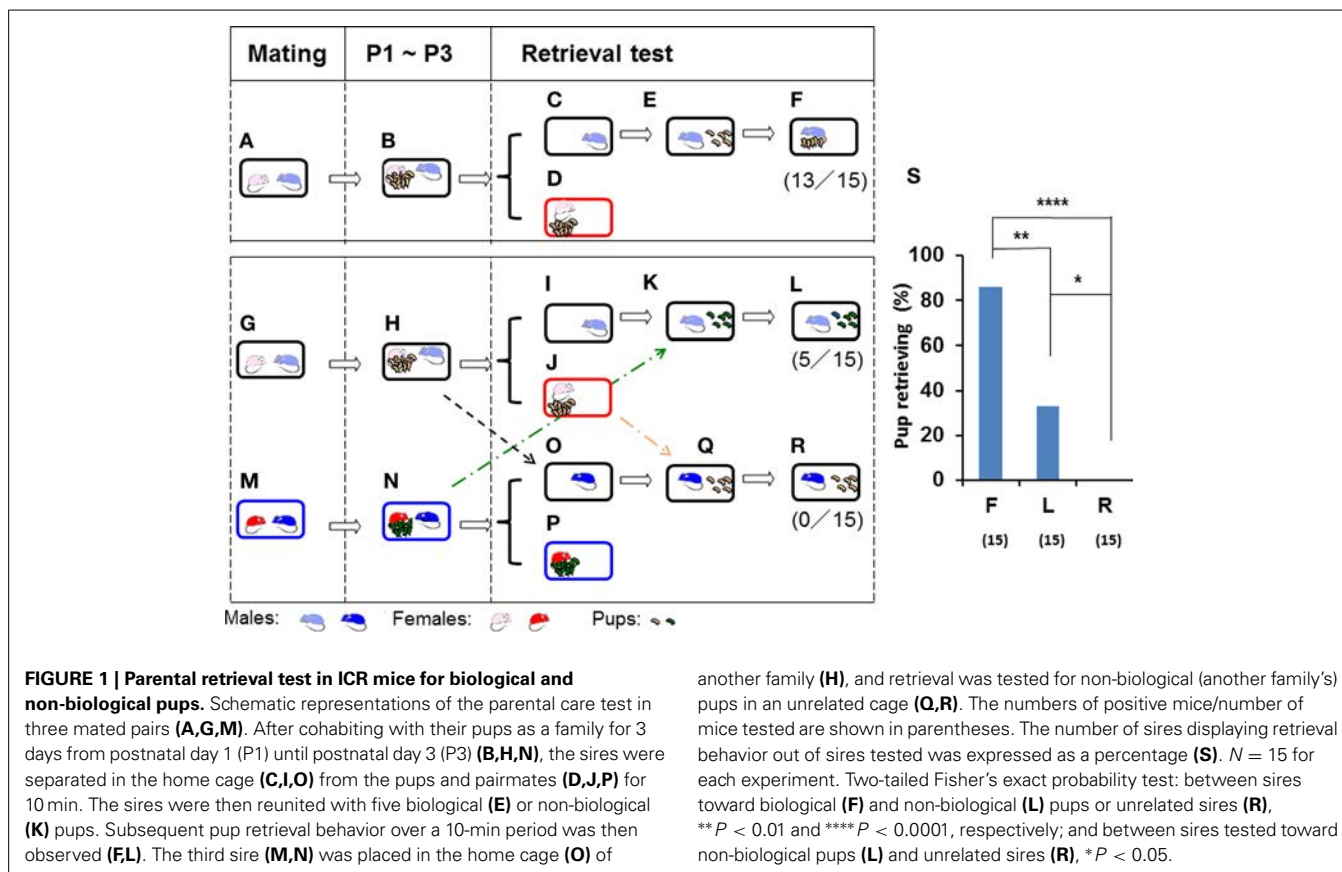 Mating P1 ~ P3 Retrieval test
C E F
A B
(13/15)
D
S
****
**
*
I K L
G H
(5/15)
J
O Q R
M N
(0/15)
P
Pup retrieving (%)
100
80
60
40
20
0
F L R
(15) (15) (15)
Males: Females: Pups:
FIGURE 1 | Parental retrieval test in ICR mice for biological and
non-biological pups. Schematic representations of the parental care test in
three mated pairs (A,G,M). After cohabiting with their pups as a family for 3
days from postnatal day 1 (P1) until postnatal day 3 (P3) (B,H,N), the sires were
separated in the home cage (C,I,O) from the pups and pairmates (D,J,P) for
10 min. The sires were then reunited with five biological (E) or non-biological
(K) pups. Subsequent pup retrieval behavior over a 10-min period was then
observed (F,L). The third sire (M,N) was placed in the home cage (O) of
another family (H), and retrieval was tested for non-biological (another family's)
pups in an unrelated cage (Q,R). The numbers of positive mice/number of
mice tested are shown in parentheses. The number of sires displaying retrieval
behavior out of sires tested was expressed as a percentage (S). N = 15 for
each experiment. Two-tailed Fisher's exact probability test: between sires
toward biological (F) and non-biological (L) pups or unrelated sires (R),
**P < 0.01 and ****P < 0.0001, respectively; and between sires tested toward
non-biological pups (L) and unrelated sires (R), *P < 0.05.